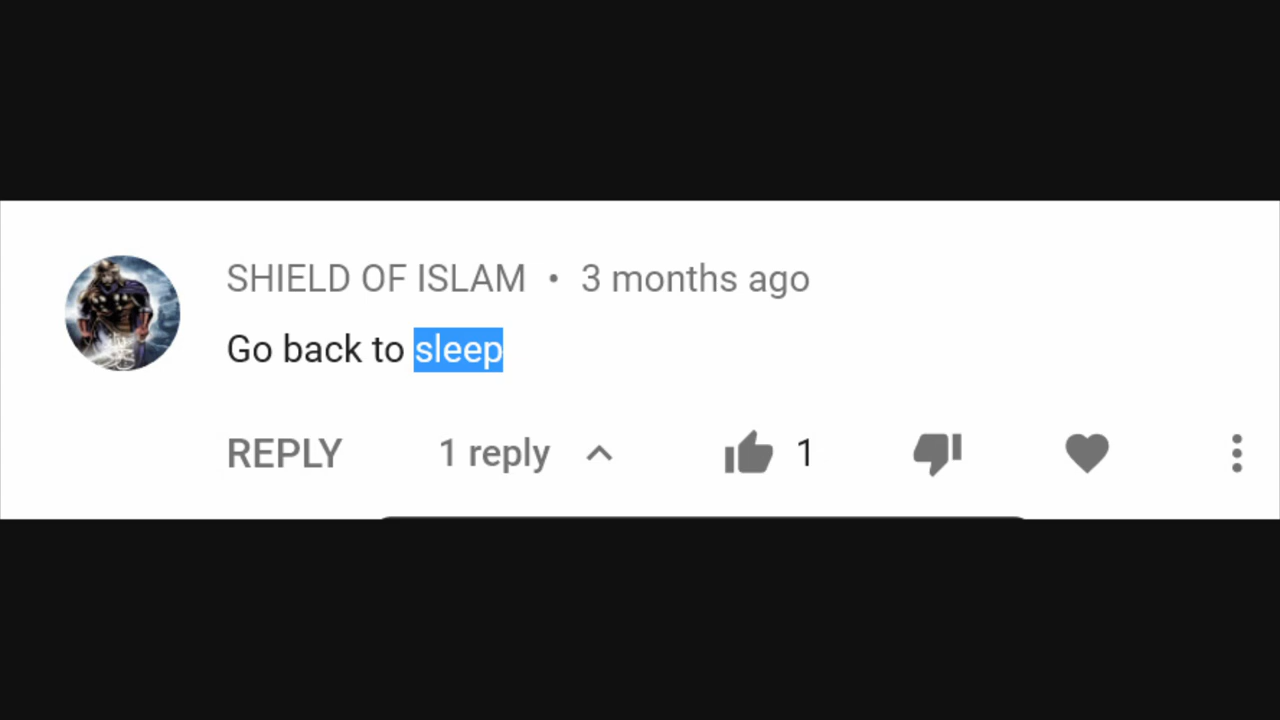 SHIELD OF ISLAM • 3 months ago
Go back to sleep
REPLY 1 reply 1